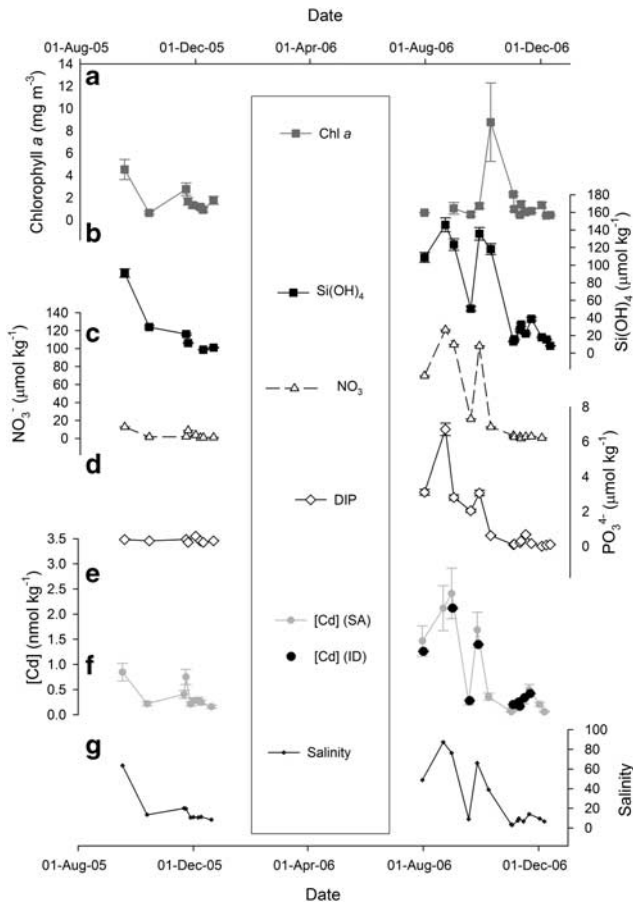 Date
01-Aug-05 01-Dec-05 01-Apr-06 01-Aug-06 01-Dec-06
a
14
12
10
8
6
4
2
0
Chlorophyll a (mg m-3)
Chl a
b
180
160
140
120
100
80
60
40
20
0
Si(OH)4 (µmol kg-1)
Si(OH)4
c
140
120
100
80
60
40
20
0
NO3- (µmol kg-1)
NO3
d
8
6
4
2
0
PO3 4- (µmol kg-1)
DIP
e
3.5
3.0
2.5
2.0
1.5
1.0
0.5
0.0
[Cd] (nmol kg-1)
[Cd] (SA)
[Cd] (ID)
f
g
100
80
60
40
20
0
Salinity
Salinity
01-Aug-05 01-Dec-05 01-Apr-06 01-Aug-06 01-Dec-06
Date